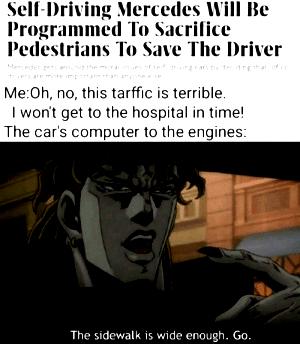 Self-Driving Mercedes Will Be
Programmed To Sacrifice
Pedestrians To Save The Driver
Me:Oh, no, this tarffic is terrible.
I won't get to the hospital in time!
The car's computer to the engines:
The sidewalk is wide enough. Go.